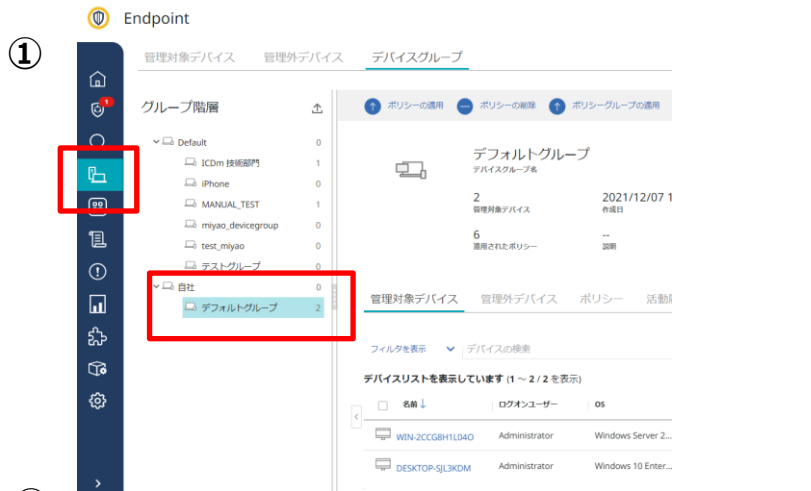 Endpoint
①
管理対象デバイス 管理外デバイス デバイスグループ
グループ階層
ポリシーの適用 ポリシーの削除 ポリシーグループの適用
1
Default 0
ICDm 技術部門 1
iPhone 0
MANUAL_TEST 1
miyao_devicegroup 0
test_miyao 0
テストグループ 0
自社 0
デフォルトグループ 2
デフォルトグループ
デバイスグループ名
2 2021/12/07 1
管理対象デバイス 作成日
6 --
適用されたポリシー 説明
管理対象デバイス 管理外デバイス ポリシー 活動
フィルタを表示 デバイスの検索
デバイスリストを表示しています (1 ~ 2 / 2 を表示)
名前↓ ログオンユーザー OS
WIN-2CCG8H1L04O Administrator Windows Server 2...
DESKTOP-SJL3KDM Administrator Windows 10 Enter...